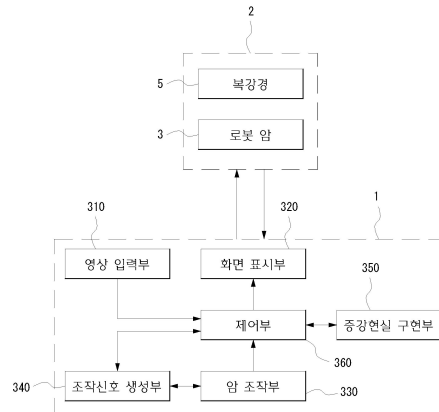 2
5
복강경
3
로봇 암
310
320
1
영상 입력부
화면 표시부
350
제어부
증강현실 구현부
360
340
조작신호 생성부
암 조작부
330